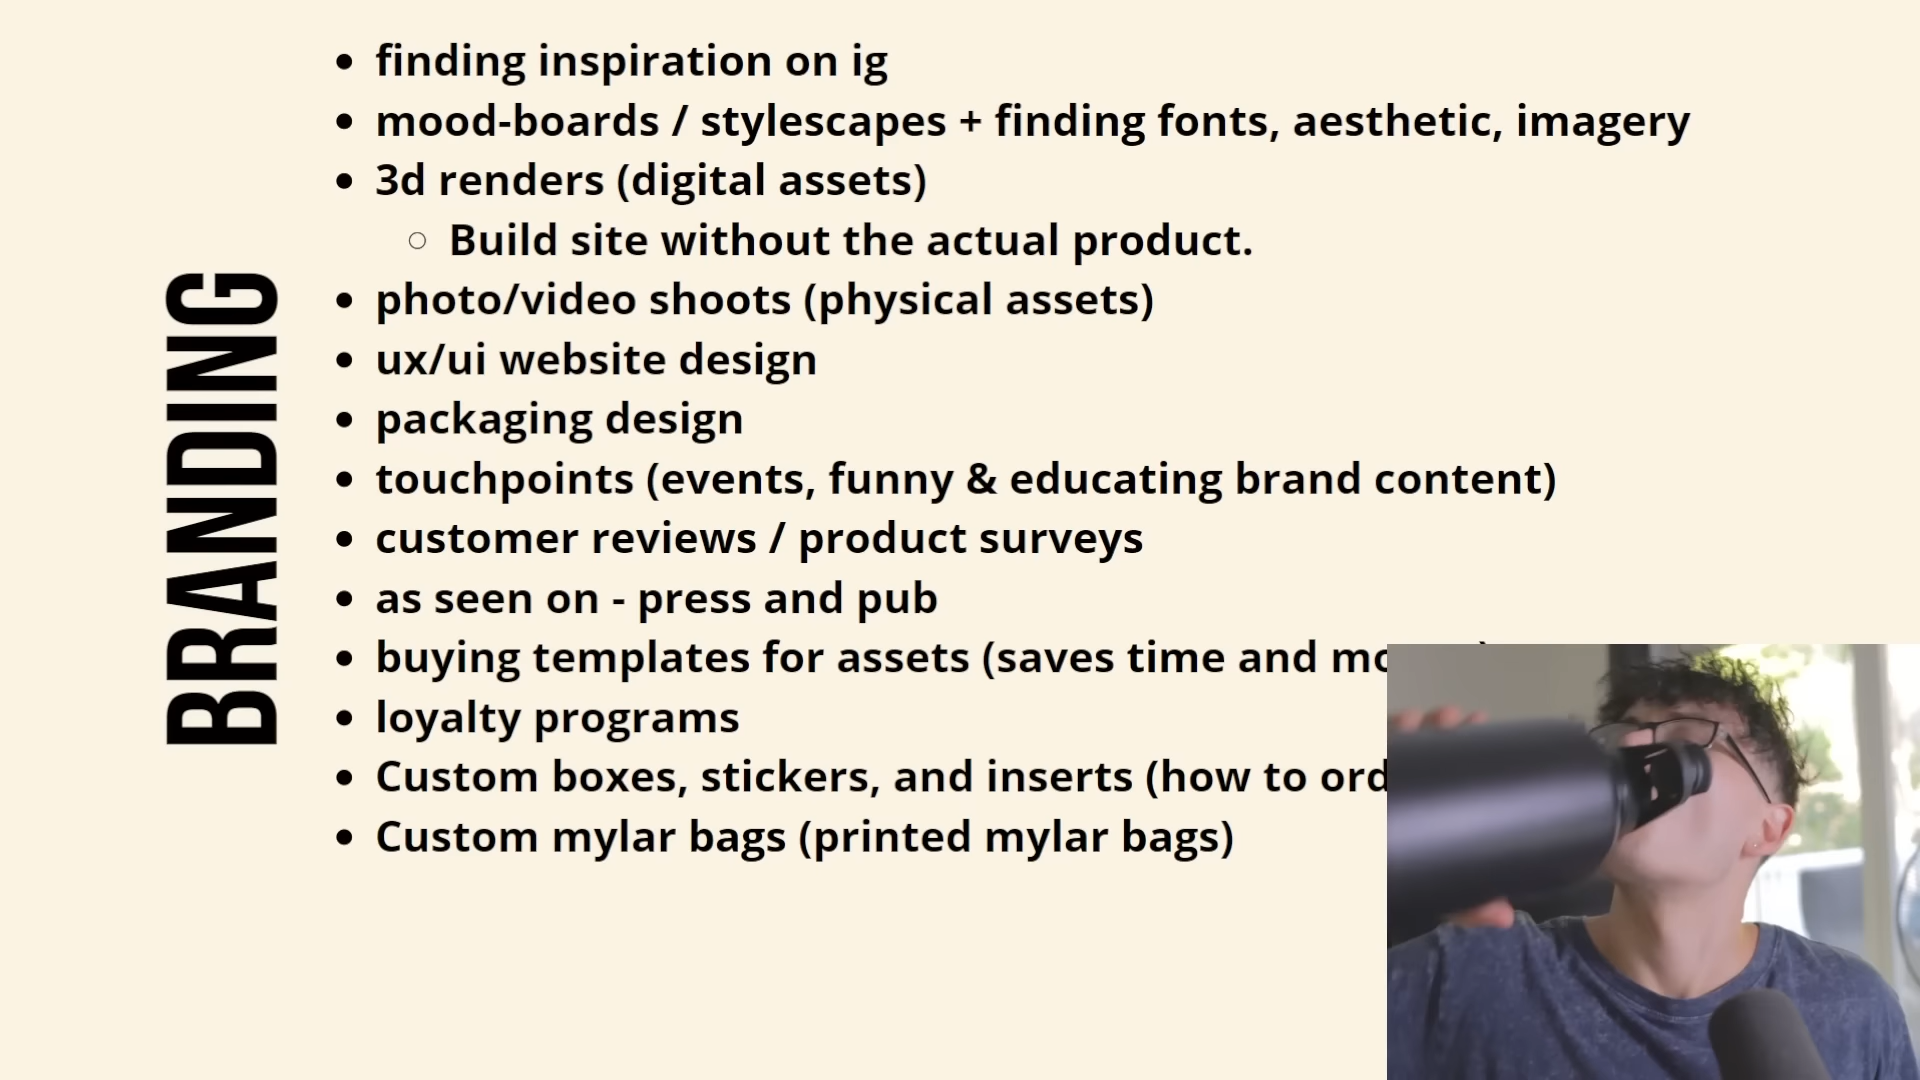 BRANDING
• finding inspiration on ig
• mood-boards / stylescapes + finding fonts, aesthetic, imagery
• 3d renders (digital assets)
○ Build site without the actual product.
• photo/video shoots (physical assets)
• ux/ui website design
• packaging design
• touchpoints (events, funny & educating brand content)
• customer reviews / product surveys
• as seen on - press and pub
• buying templates for assets (saves time and
• loyalty programs
• Custom boxes, stickers, and inserts (how to
• Custom mylar bags (printed mylar bags)